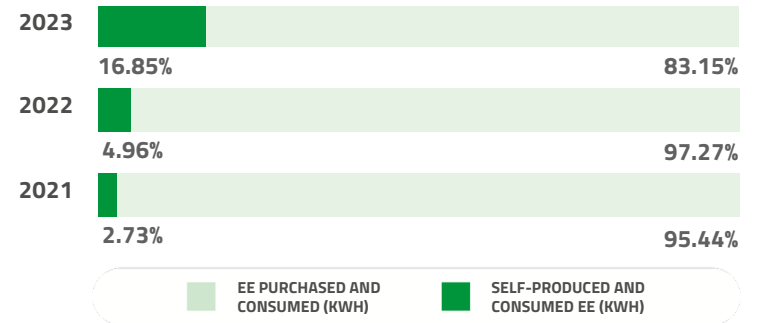 2023
16.85% 83.15%
2022
4.96% 97.27%
2021
2.73% 95.44%
EE PURCHASED AND
CONSUMED (KWH)
SELF-PRODUCED AND
CONSUMED EE (KWH)